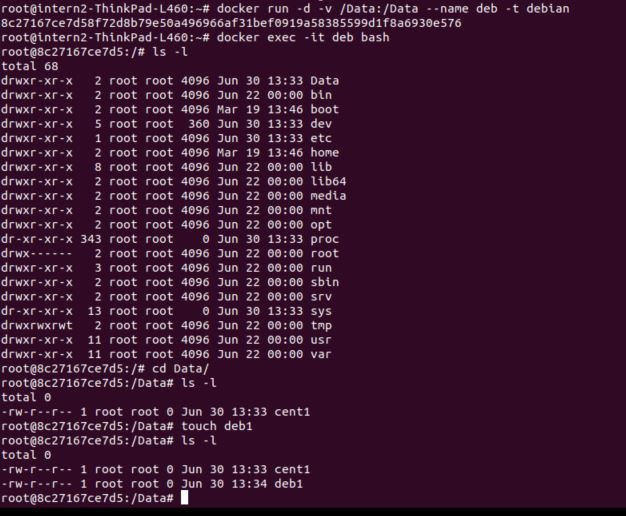 root@intern2-ThinkPad-L460:~# docker run -d -v /Data:/Data --name deb -t debian
8c27167ce7d58f72d8b79e50a496966af31bef0919a58385599d1f8a6930e576
root@intern2-ThinkPad-L460:~# docker exec -it deb bash
root@8c27167ce7d5:/# ls -l
total 68
drwxr-xr-x   2 root root 4096 Jun 30 13:33 Data
drwxr-xr-x   2 root root 4096 Jun 22 00:00 bin
drwxr-xr-x   2 root root 4096 Mar 19 13:46 boot
drwxr-xr-x   5 root root  360 Jun 30 13:33 dev
drwxr-xr-x   1 root root 4096 Jun 30 13:33 etc
drwxr-xr-x   2 root root 4096 Mar 19 13:46 home
drwxr-xr-x   8 root root 4096 Jun 22 00:00 lib
drwxr-xr-x   2 root root 4096 Jun 22 00:00 lib64
drwxr-xr-x   2 root root 4096 Jun 22 00:00 media
drwxr-xr-x   2 root root 4096 Jun 22 00:00 mnt
drwxr-xr-x   2 root root 4096 Jun 22 00:00 opt
dr-xr-xr-x 343 root root    0 Jun 30 13:33 proc
drwx------   2 root root 4096 Jun 22 00:00 root
drwxr-xr-x   3 root root 4096 Jun 22 00:00 run
drwxr-xr-x   2 root root 4096 Jun 22 00:00 sbin
drwxr-xr-x   2 root root 4096 Jun 22 00:00 srv
dr-xr-xr-x  13 root root    0 Jun 30 13:33 sys
drwxrwxrwt   2 root root 4096 Jun 22 00:00 tmp
drwxr-xr-x  11 root root 4096 Jun 22 00:00 usr
drwxr-xr-x  11 root root 4096 Jun 22 00:00 var
root@8c27167ce7d5:/# cd Data/
root@8c27167ce7d5:/Data# ls -l
total 0
-rw-r--r-- 1 root root 0 Jun 30 13:33 cent1
root@8c27167ce7d5:/Data# touch deb1
root@8c27167ce7d5:/Data# ls -l
total 0
-rw-r--r-- 1 root root 0 Jun 30 13:33 cent1
-rw-r--r-- 1 root root 0 Jun 30 13:34 deb1
root@8c27167ce7d5:/Data#